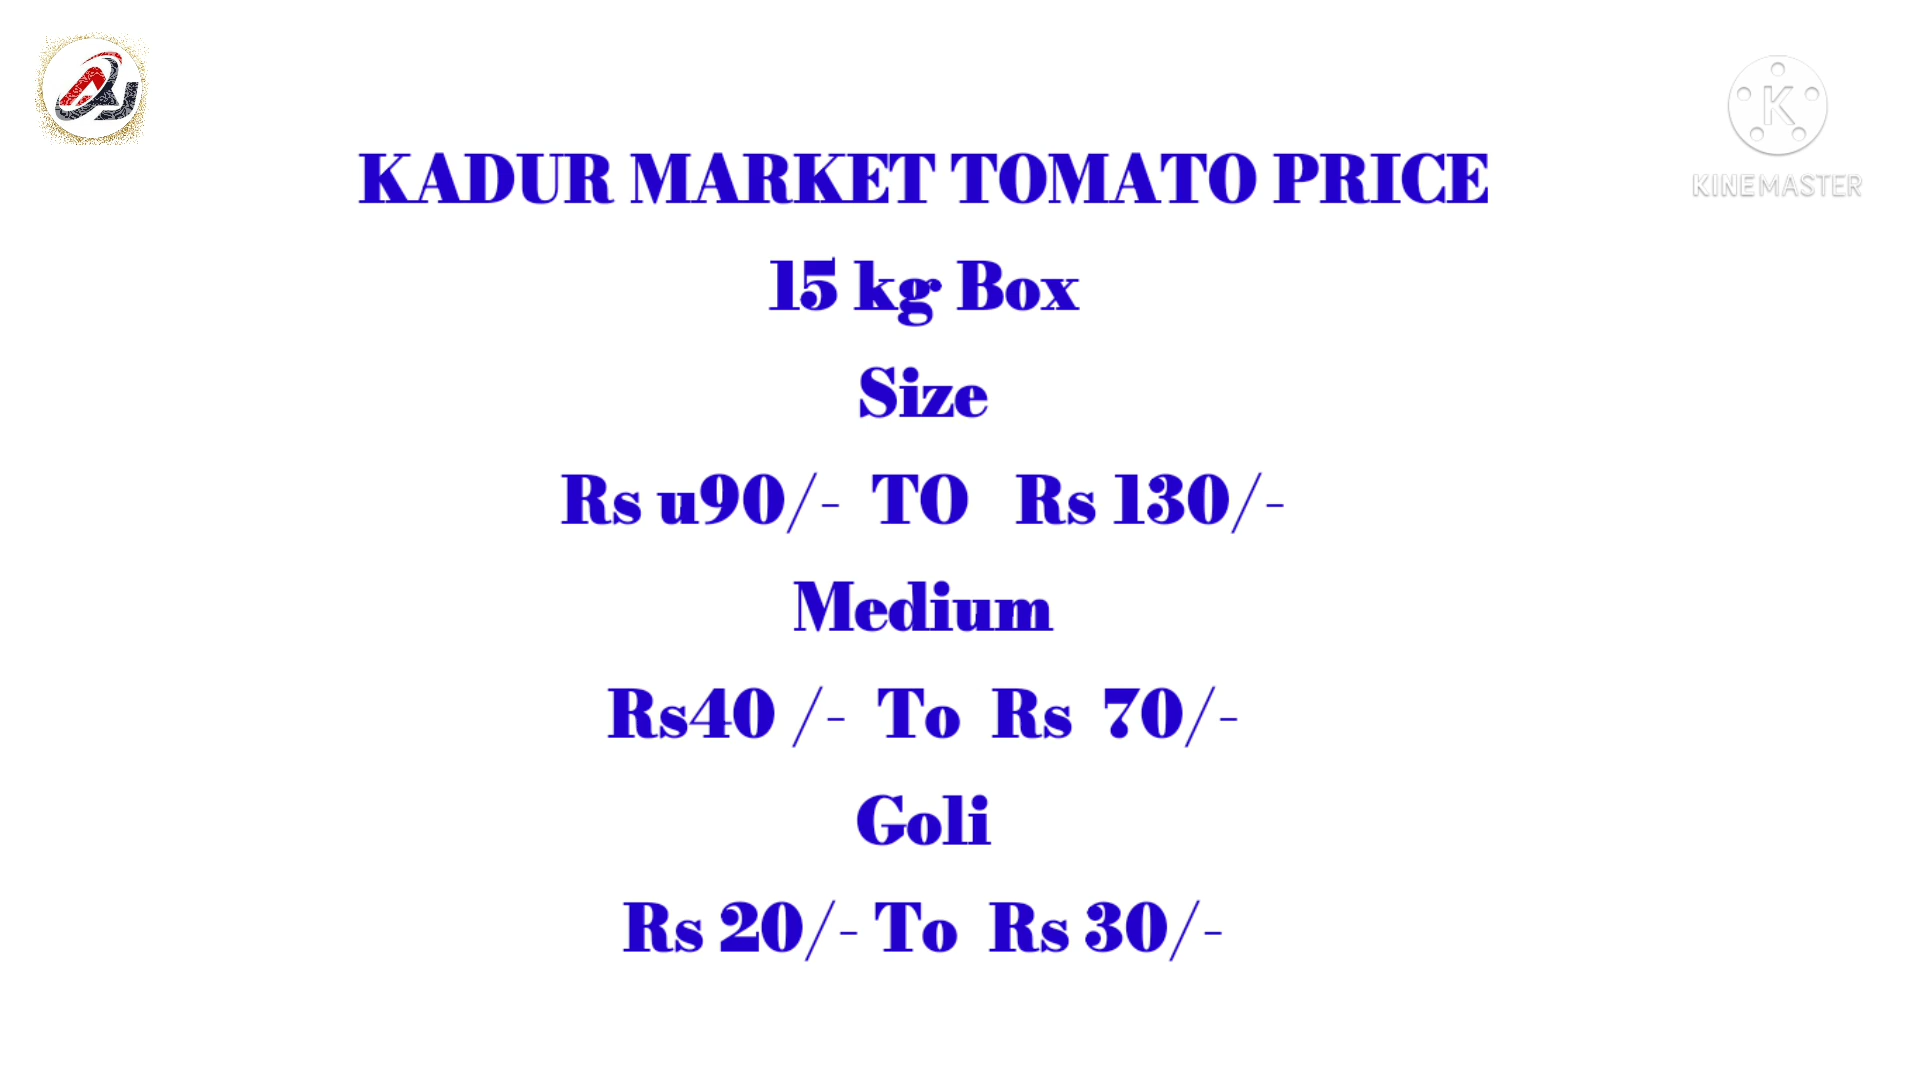 KADUR MARKET TOMATO PRICE
15 kg Box
Size
Rs u90/- TO Rs 130/-
Medium
Rs40 /- To Rs 70/-
Goli
Rs 20/- To Rs 30/-
K
KINEMASTER